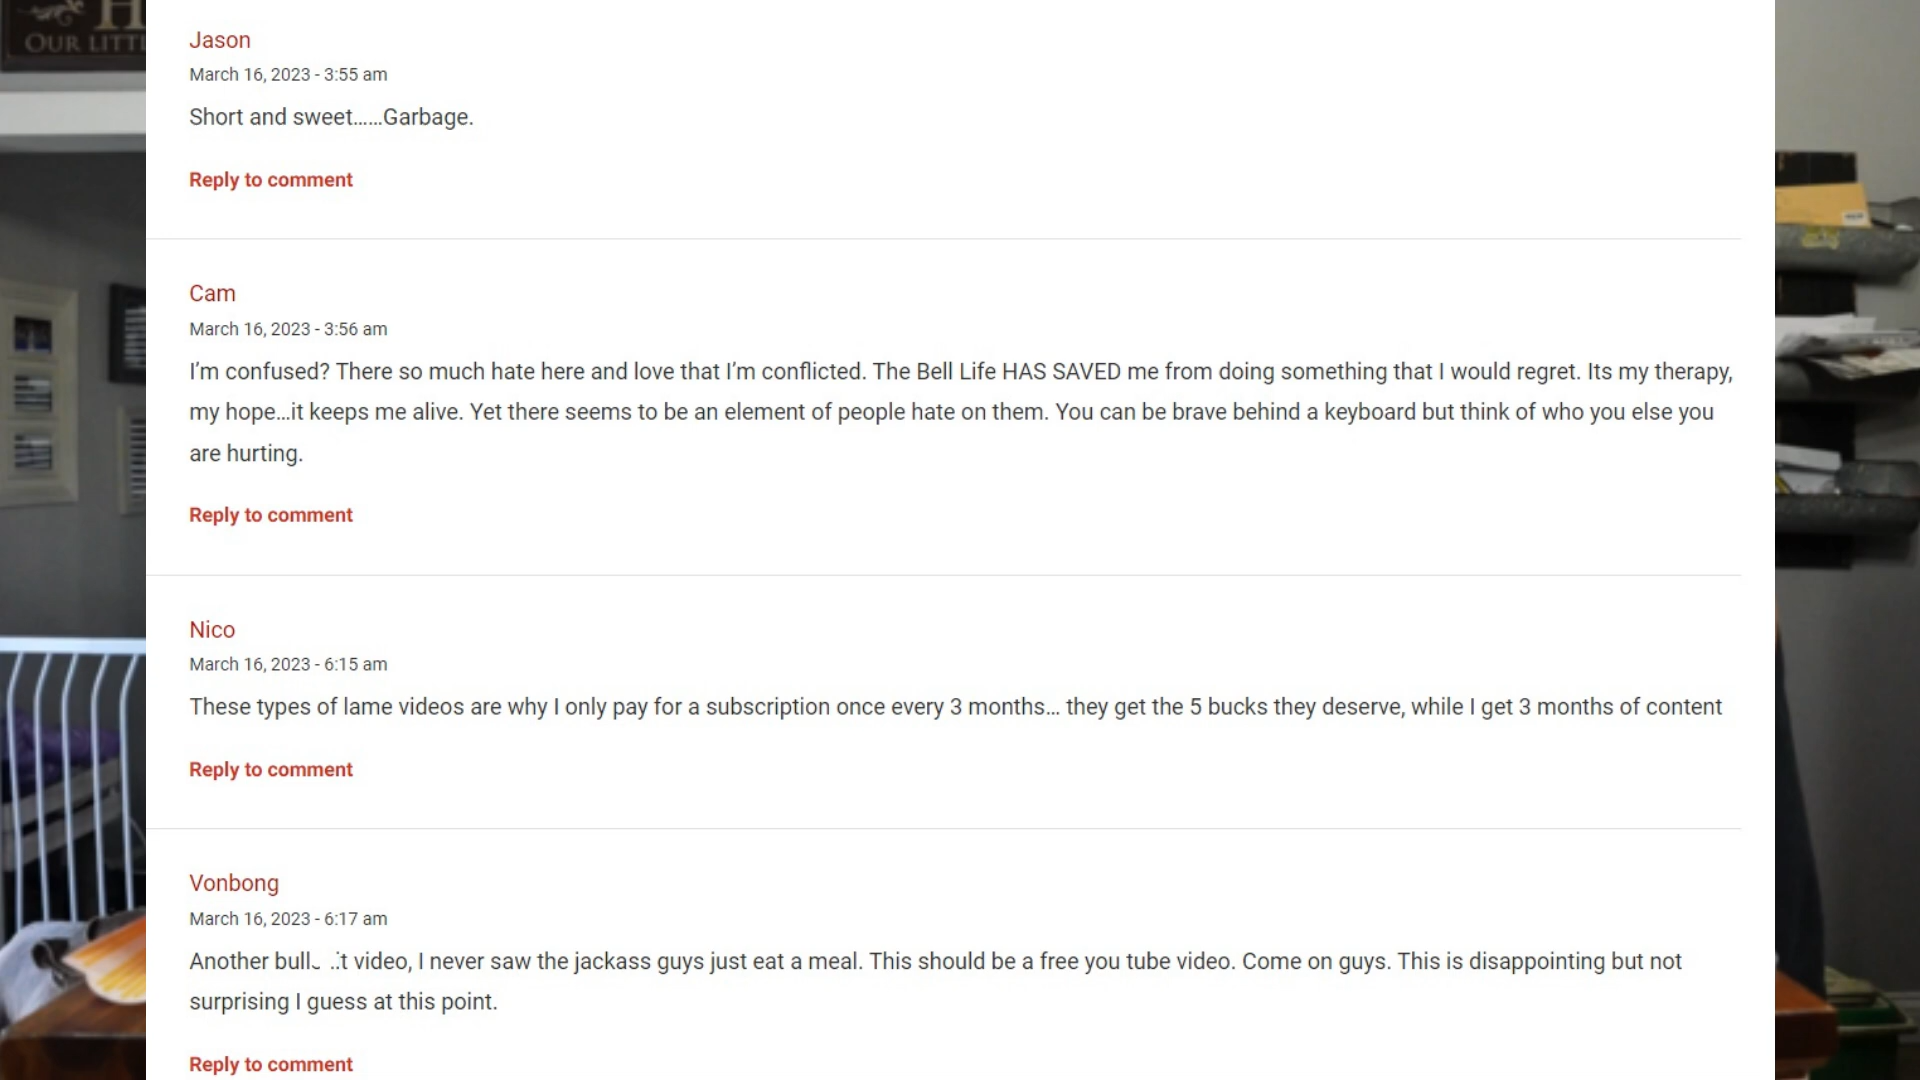 H
OUR LITTL
Jason
March 16, 2023 - 3:55 am
Short and sweet......Garbage.
Reply to comment
Cam
March 16, 2023 - 3:56 am
I'm confused? There so much hate here and love that I'm conflicted. The Bell Life HAS SAVED me from doing something that I would regret. Its my therapy,
my hope...it keeps me alive. Yet there seems to be an element of people hate on them. You can be brave behind a keyboard but think of who you else you
are hurting.
Reply to comment
Nico
March 16, 2023 - 6:15 am
These types of lame videos are why I only pay for a subscription once every 3 months... they get the 5 bucks they deserve, while I get 3 months of content
Reply to comment
Vonbong
March 16, 2023 - 6:17 am
Another bull t video, I never saw the jackass guys just eat a meal. This should be a free you tube video. Come on guys. This is disappointing but not
surprising I guess at this point.
Reply to comment